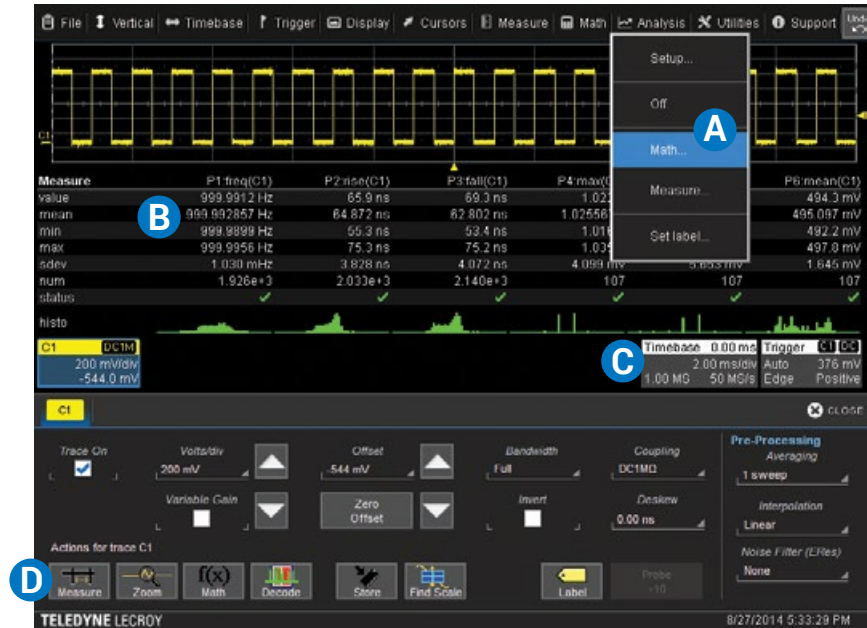 File Vertical Timebase Trigger Display Cursors Measure Math Analysis Utilities Support
Setup...
Off
A
Math...
Measure...
Set label...
C1
Measure P1:freq(C1) P2:rise(C1) P3:fall(C1) P6:mean(C1)
value 999.9912 Hz 65.9 ns 69.3 ns 494.3 mV
B
mean 999.992857 Hz 64.872 ns 62.802 ns 495.097 mV
min 999.9899 Hz 55.3 ns 53.4 ns 492.2 mV
max 999.9956 Hz 75.3 ns 75.2 ns 497.8 mV
sdev 1.030 mHz 3.828 ns 4.072 ns 4.099 mV 5.653 mV 1.645 mV
num 1.926e+3 2.033e+3 2.140e+3 107 107 107
status
histo
C1 DC1M
200 mV/div
-544.0 mV
C
Timebase 0.00 ms
2.00 ms/div
1.00 MS 50 MS/s
Trigger C1 DC
Auto 376 mV
Edge Positive
C1
CLOSE
Trace On Volts/div Offset Bandwidth Coupling
200 mV -544 mV Full DC1MΩ
Variable Gain Zero Offset Invert Deskew
0.00 ns
Pre-Processing
Averaging
1 sweep
Interpolation
Linear
Noise Filter (ERes)
None
Actions for trace C1
D
Measure Zoom f(x) Math Decode Store Find Scale Label Probe ÷10
TELEDYNE LECROY 8/27/2014 5:33:29 PM